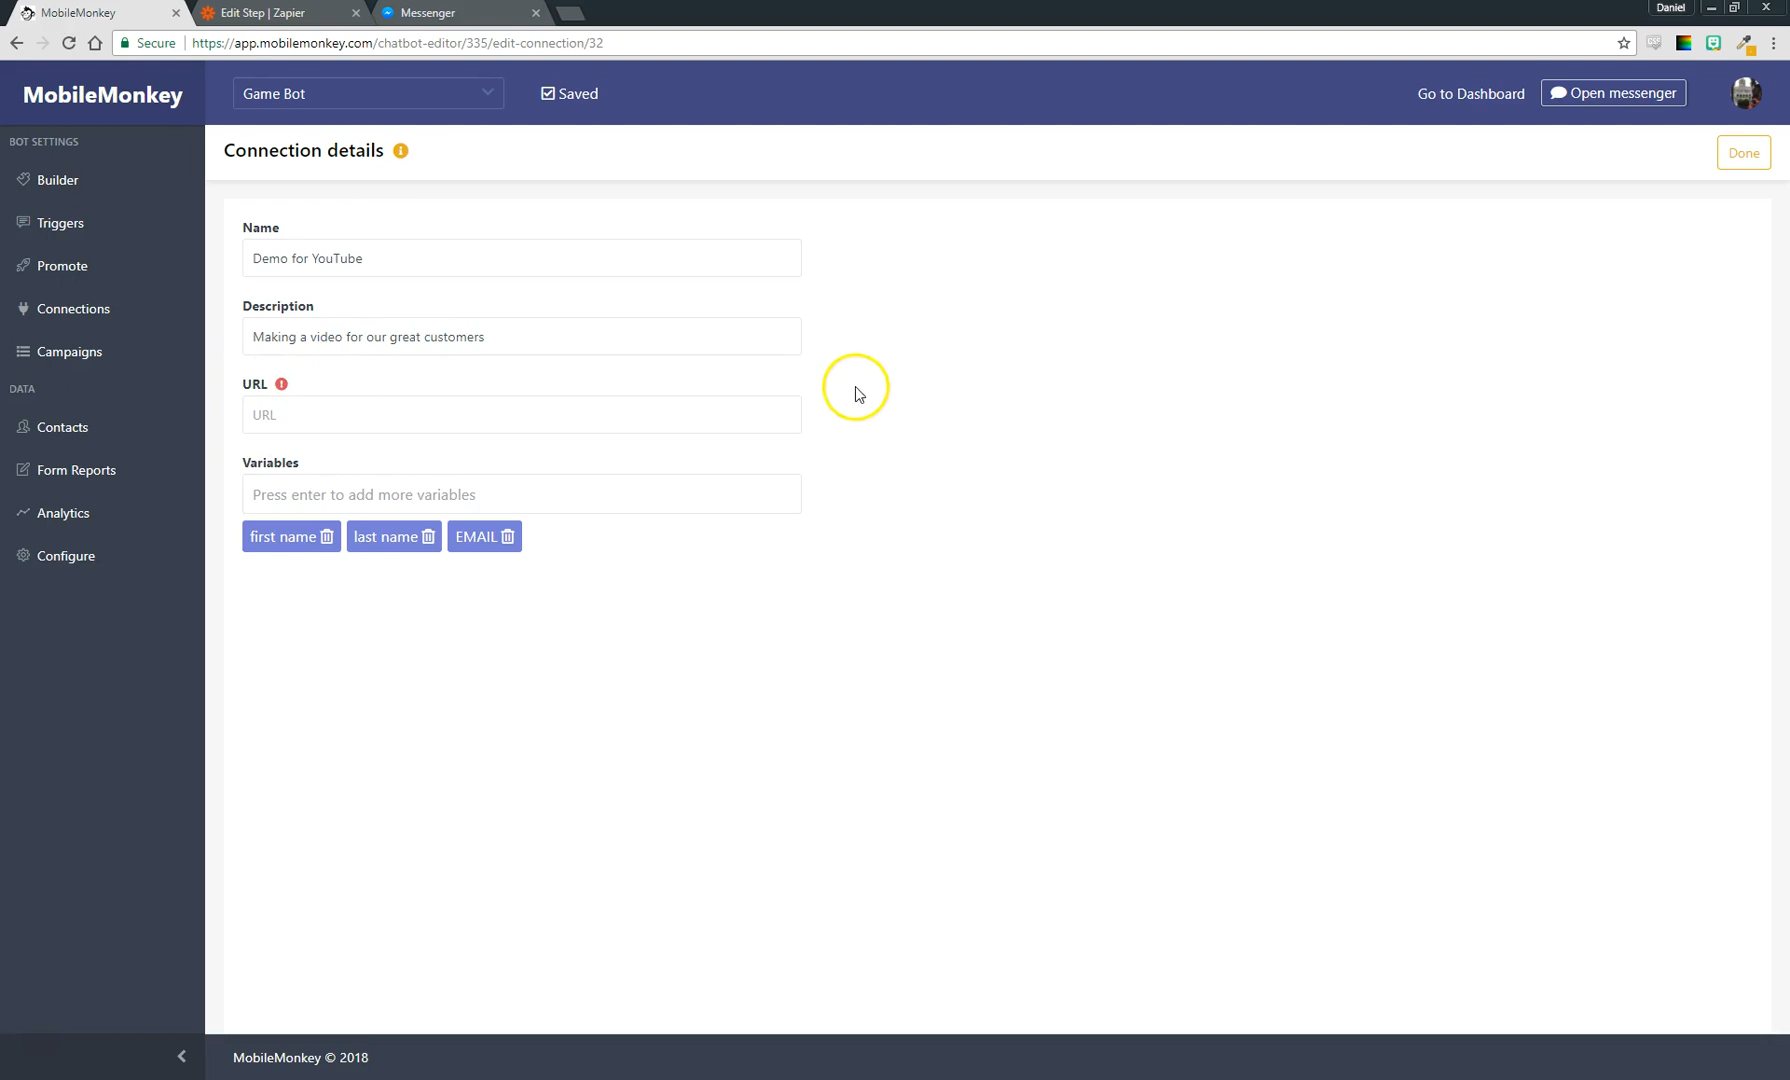 MobileMonkey
Edit Step | Zapier
Messenger
Daniel
Secure
https://app.mobilemonkey.com/chatbot-editor/335/edit-connection/32
MobileMonkey
Game Bot
Saved
Go to Dashboard
Open messenger
BOT SETTINGS
Builder
Triggers
Promote
Connections
Campaigns
DATA
Contacts
Form Reports
Analytics
Configure
Connection details
Done
Name
Demo for YouTube
Description
Making a video for our great customers
URL
URL
Variables
Press enter to add more variables
first name
last name
EMAIL
MobileMonkey © 2018